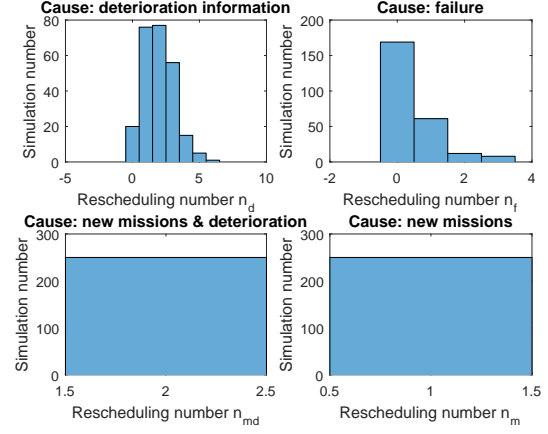 Cause: deterioration information
80
60
40
20
0
Simulation number
-5 0 5 10
Rescheduling number n_d
Cause: failure
200
150
100
50
0
Simulation number
-2 0 2 4
Rescheduling number n_f
Cause: new missions & deterioration
300
200
100
0
Simulation number
1.5 2 2.5
Rescheduling number n_md
Cause: new missions
300
200
100
0
Simulation number
0.5 1 1.5
Rescheduling number n_m